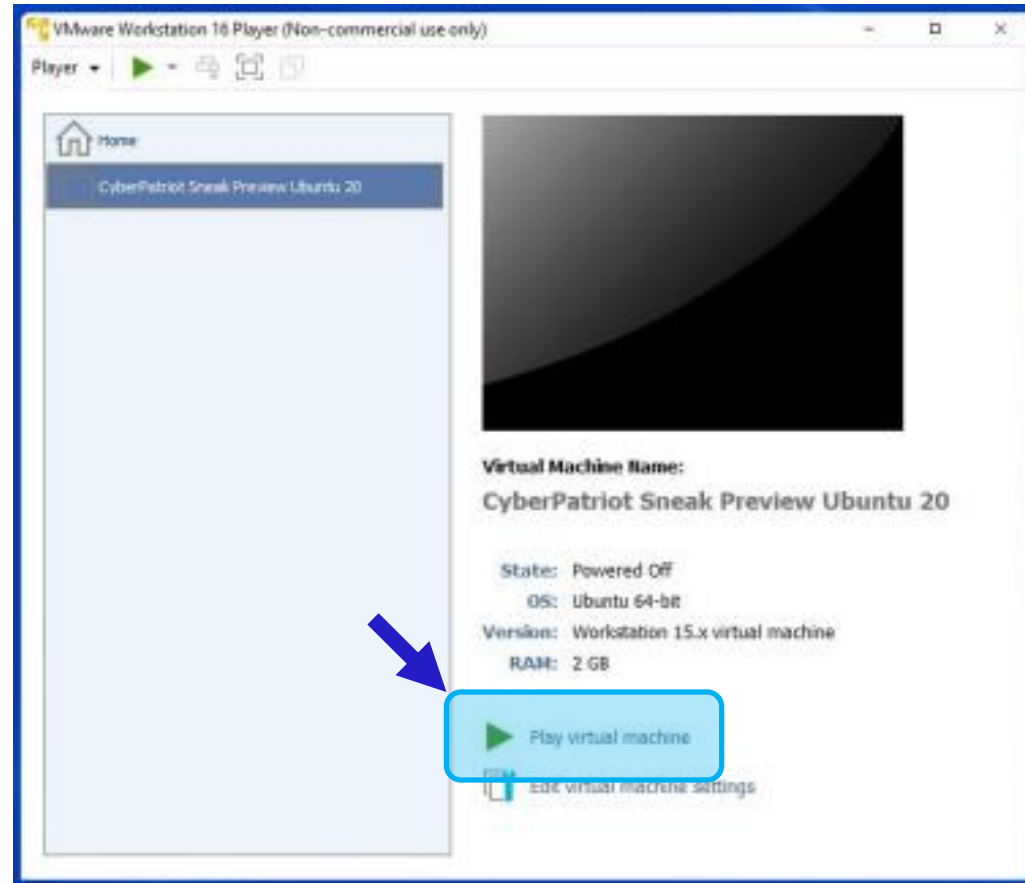 VMware Workstation 16 Player (Non-commercial use only)
Player
Home
CyberPatriot Sneak Preview Ubuntu 20
Virtual Machine Name:
CyberPatriot Sneak Preview Ubuntu 20
State: Powered Off
OS: Ubuntu 64-bit
Version: Workstation 15.x virtual machine
RAM: 2 GB
Play virtual machine
Edit virtual machine settings